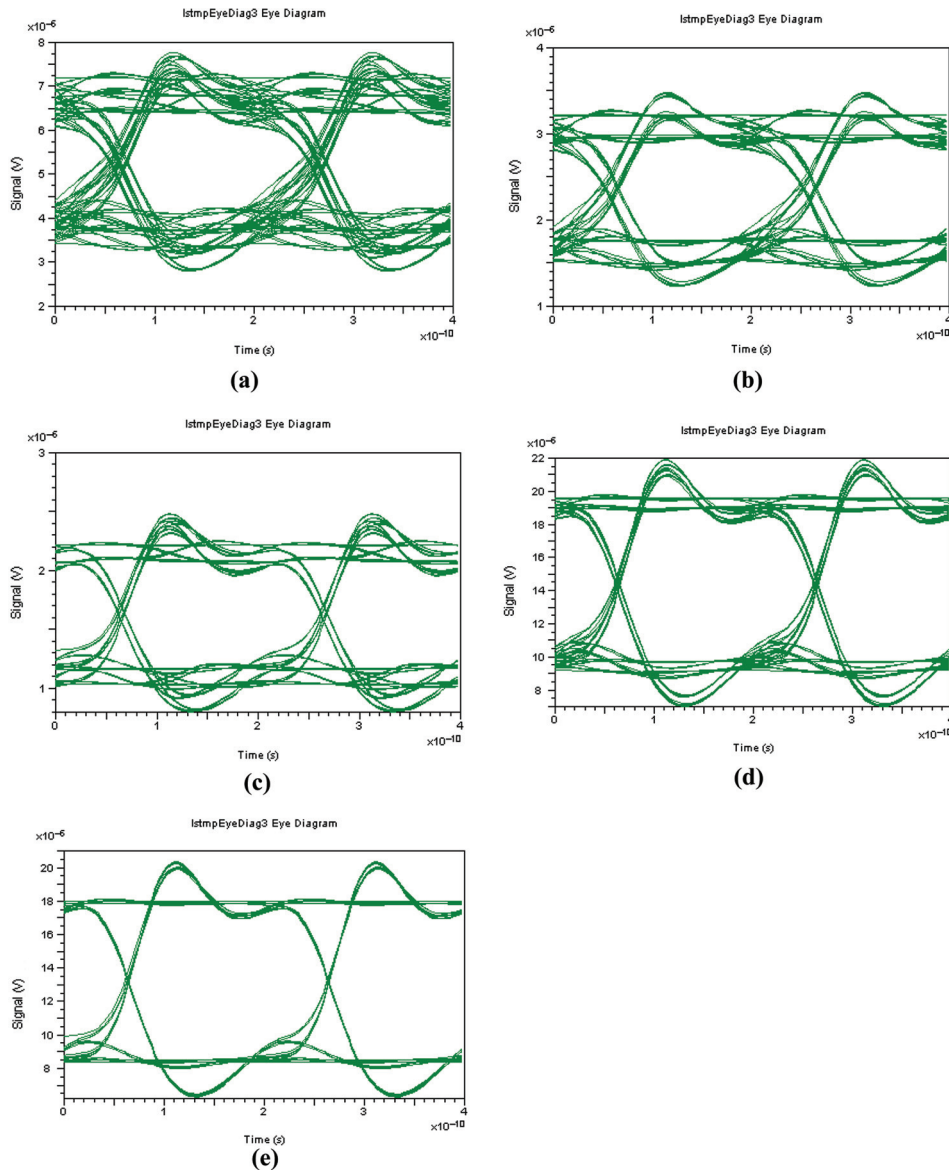 IstmpEyeDiag3 Eye Diagram
×10⁻⁶
8
7
6
5
4
3
2
Signal (V)
0 1 2 3 4
×10⁻¹⁰
Time (s)
(a)
IstmpEyeDiag3 Eye Diagram
×10⁻⁶
4
3
2
1
Signal (V)
0 1 2 3 4
×10⁻¹⁰
Time (s)
(b)
IstmpEyeDiag3 Eye Diagram
×10⁻⁶
3
2
1
Signal (V)
0 1 2 3 4
×10⁻¹⁰
Time (s)
(c)
IstmpEyeDiag3 Eye Diagram
×10⁻⁶
22
20
18
16
14
12
10
8
Signal (V)
0 1 2 3 4
×10⁻¹⁰
Time (s)
(d)
IstmpEyeDiag3 Eye Diagram
×10⁻⁶
20
18
16
14
12
10
8
Signal (V)
0 1 2 3 4
×10⁻¹⁰
Time (s)
(e)